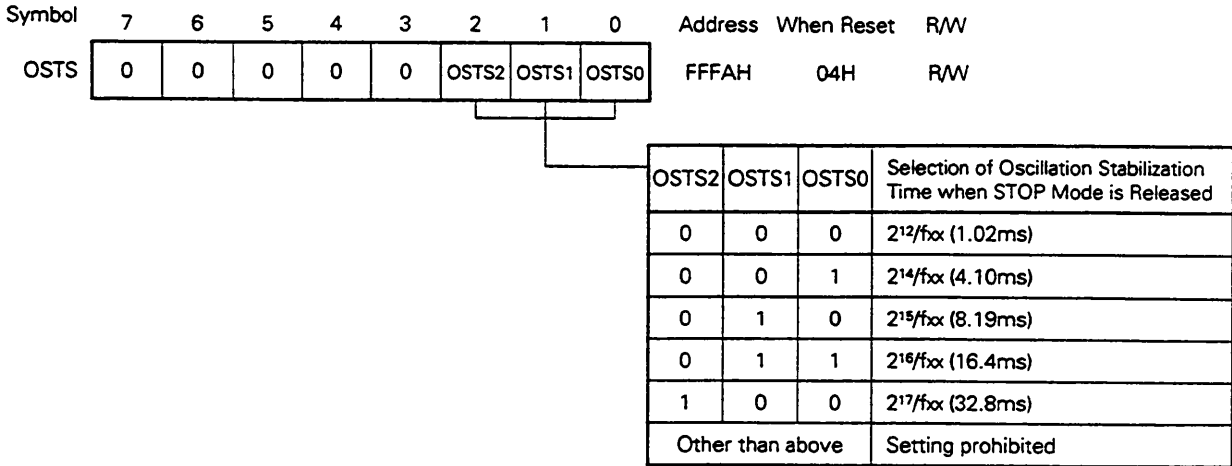 Symbol 7 6 5 4 3 2 1 0 Address When Reset R/W
OSTS 0 0 0 0 0 OSTS2 OSTS1 OSTS0 FFFAH 04H R/W
OSTS2 OSTS1 OSTS0 Selection of Oscillation Stabilization
Time when STOP Mode is Released
0 0 0 2¹²/fxx (1.02ms)
0 0 1 2¹⁴/fxx (4.10ms)
0 1 0 2¹⁵/fxx (8.19ms)
0 1 1 2¹⁶/fxx (16.4ms)
1 0 0 2¹⁷/fxx (32.8ms)
Other than above Setting prohibited